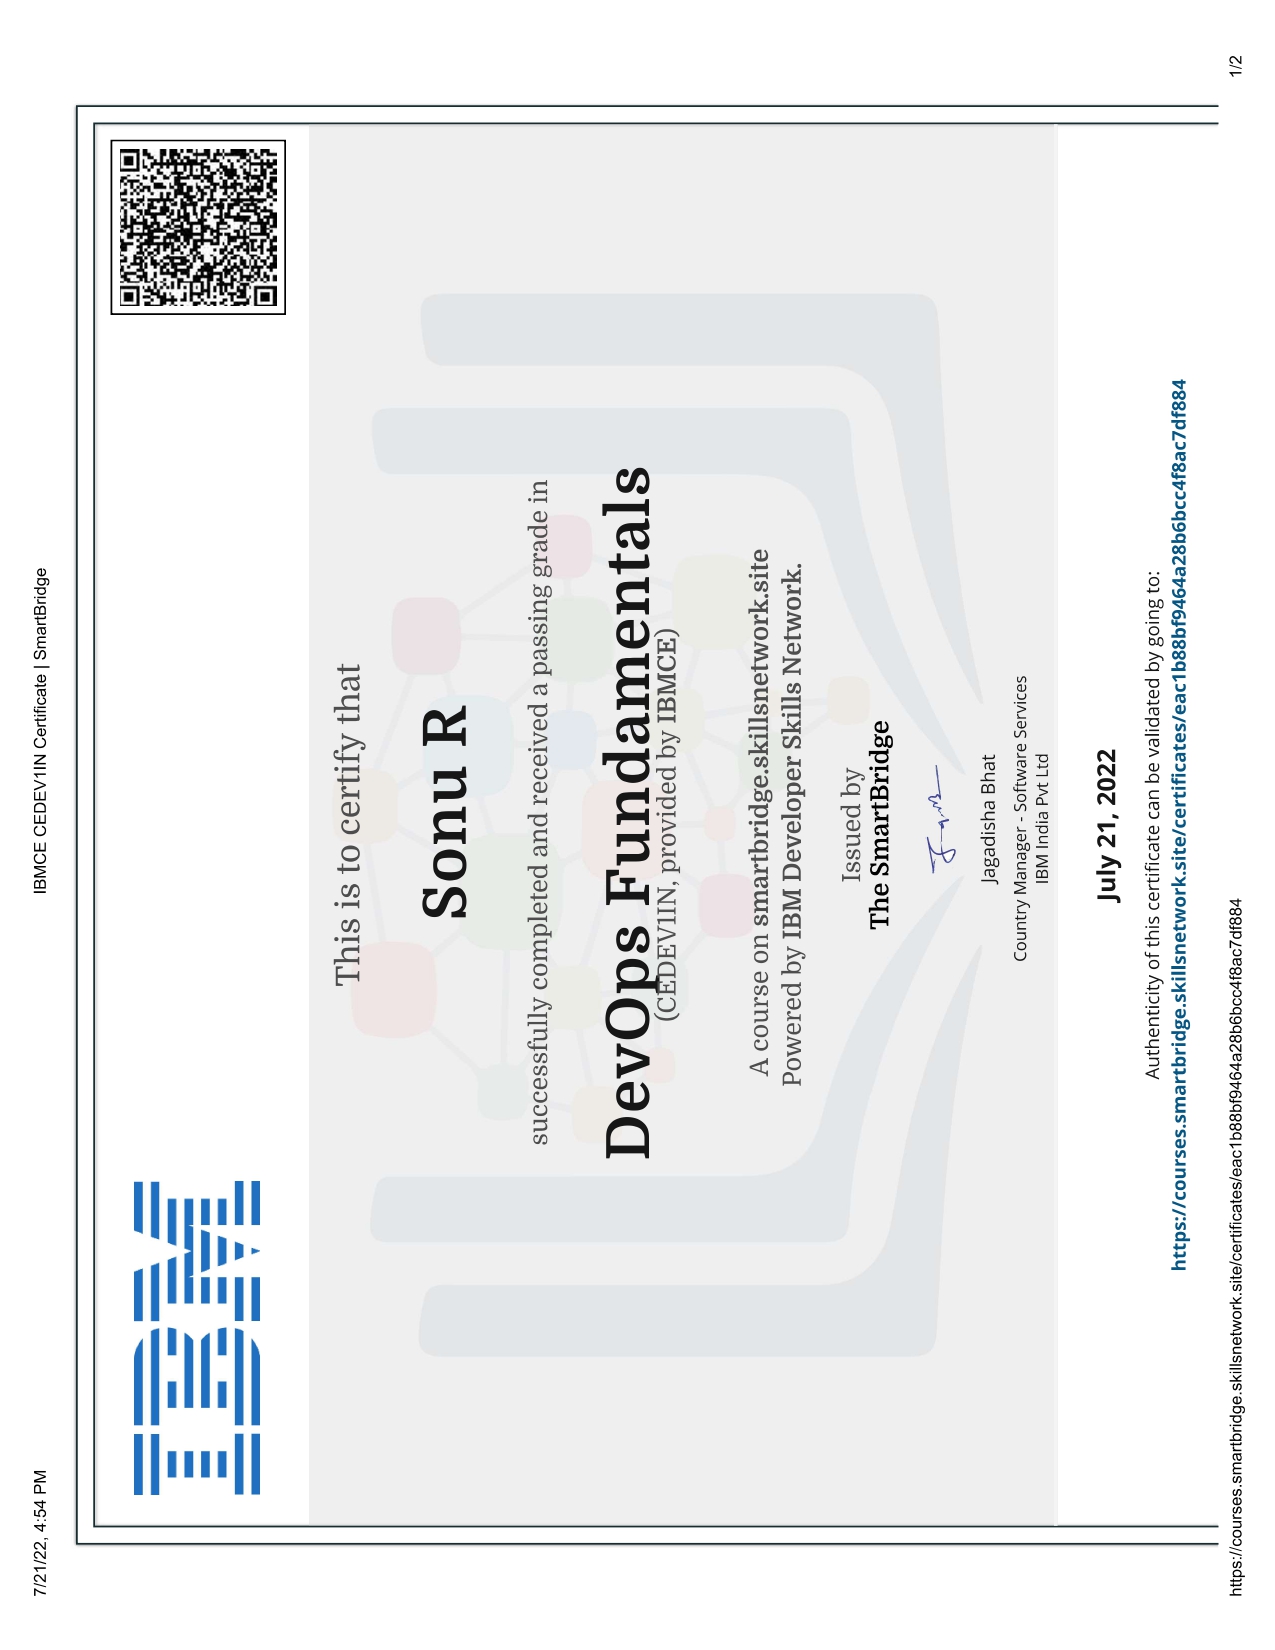 7/21/22, 4:54 PM
IBMCE CEDEV1IN Certificate | SmartBridge
IBM
This is to certify that
Sonu R
successfully completed and received a passing grade in
DevOps Fundamentals
(CEDEV1IN, provided by IBMCE)
A course on smartbridge.skillsnetwork.site
Powered by IBM Developer Skills Network.
Issued by
The SmartBridge
Jagadisha Bhat
Country Manager - Software Services
IBM India Pvt Ltd
July 21, 2022
Authenticity of this certificate can be validated by going to:
https://courses.smartbridge.skillsnetwork.site/certificates/eac1b88bf9464a28b6bcc4f8ac7df884
https://courses.smartbridge.skillsnetwork.site/certificates/eac1b88bf9464a28b6bcc4f8ac7df884
1/2